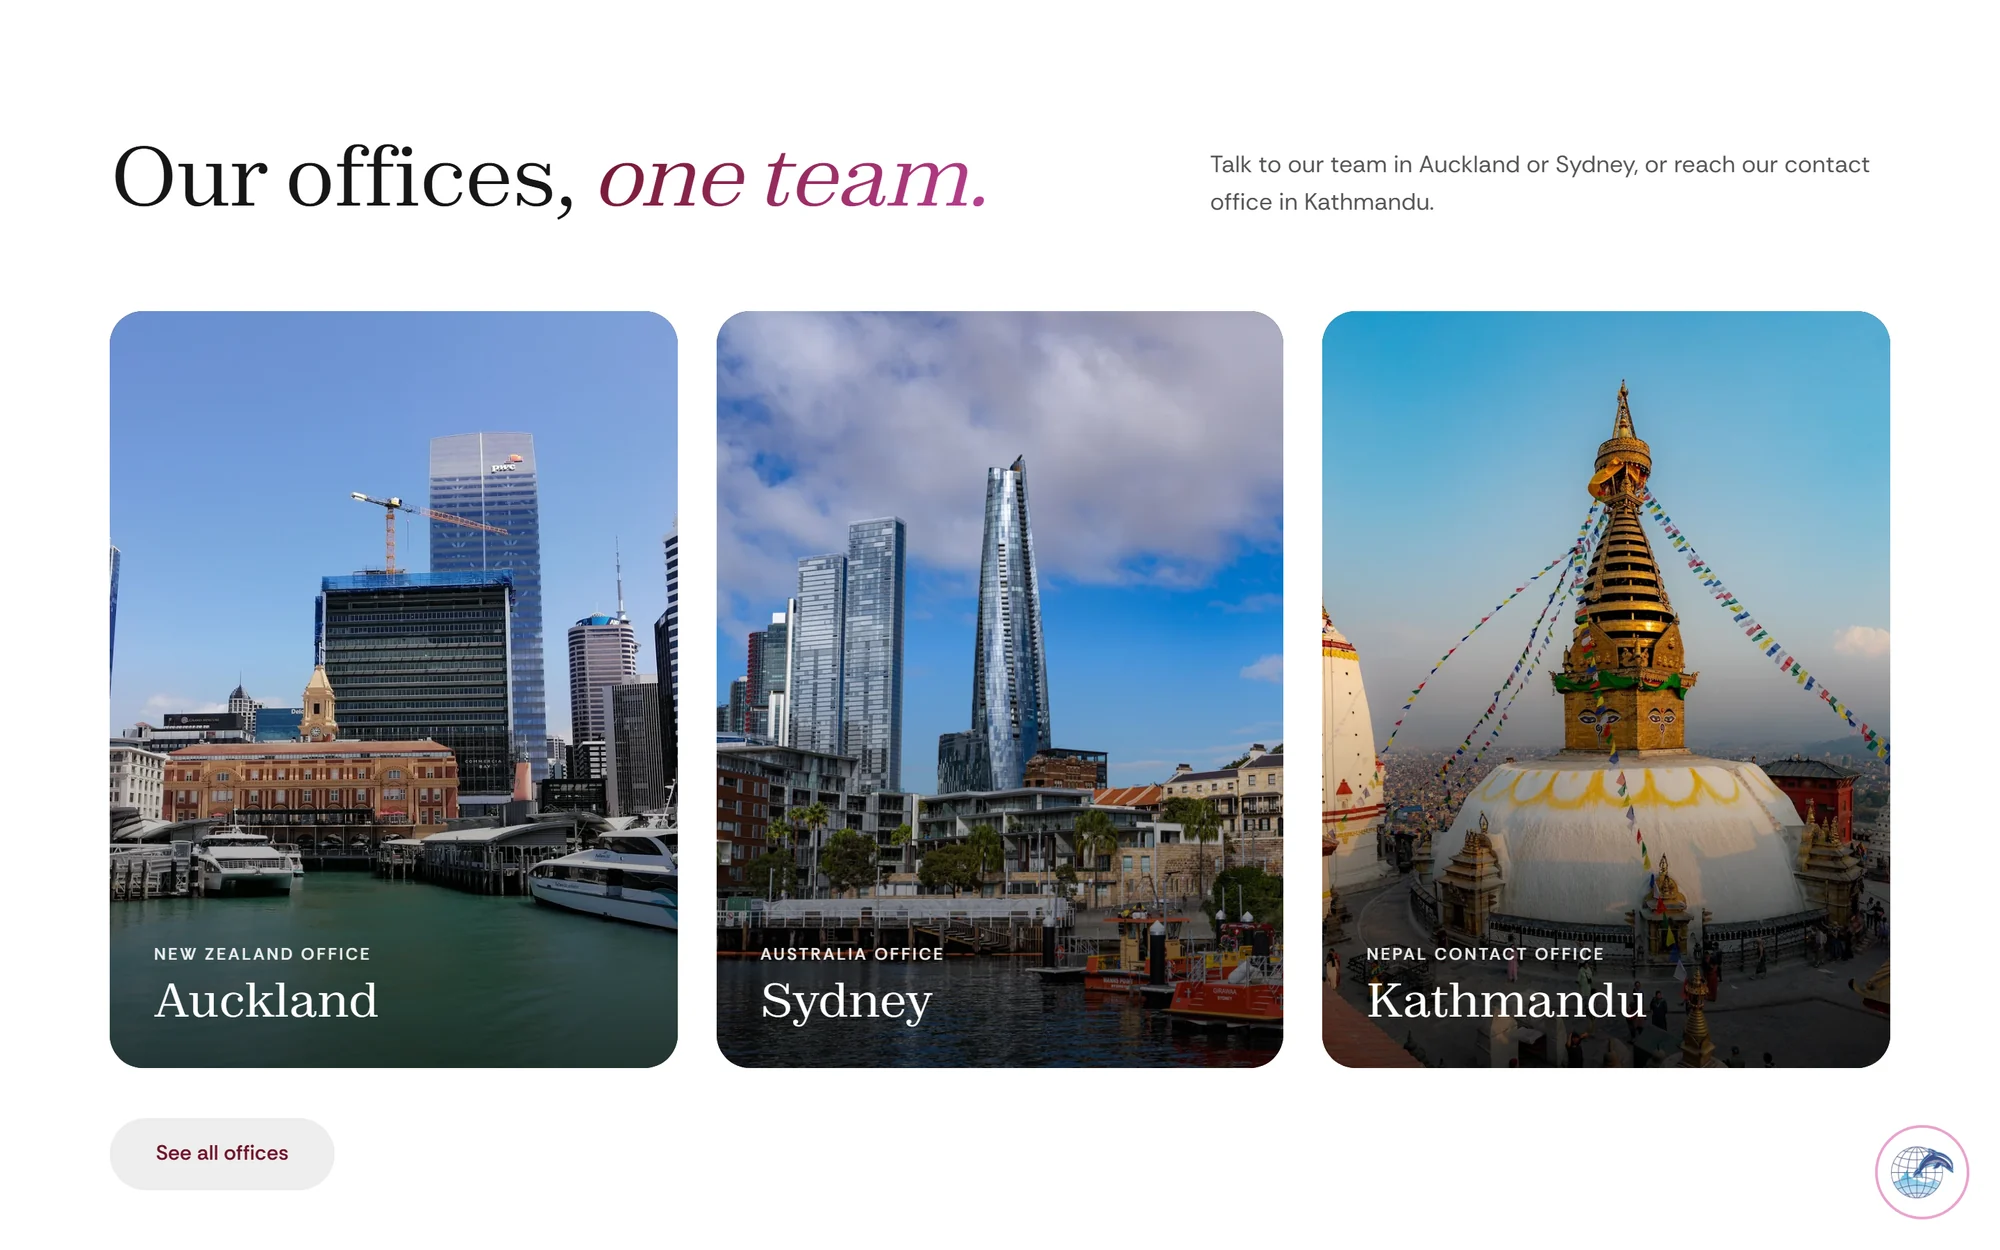 Our offices, one team.
Talk to our team in Auckland or Sydney, or reach our contact
office in Kathmandu.
pwc
NEW ZEALAND OFFICE
Auckland
AUSTRALIA OFFICE
Sydney
NEPAL CONTACT OFFICE
Kathmandu
See all offices